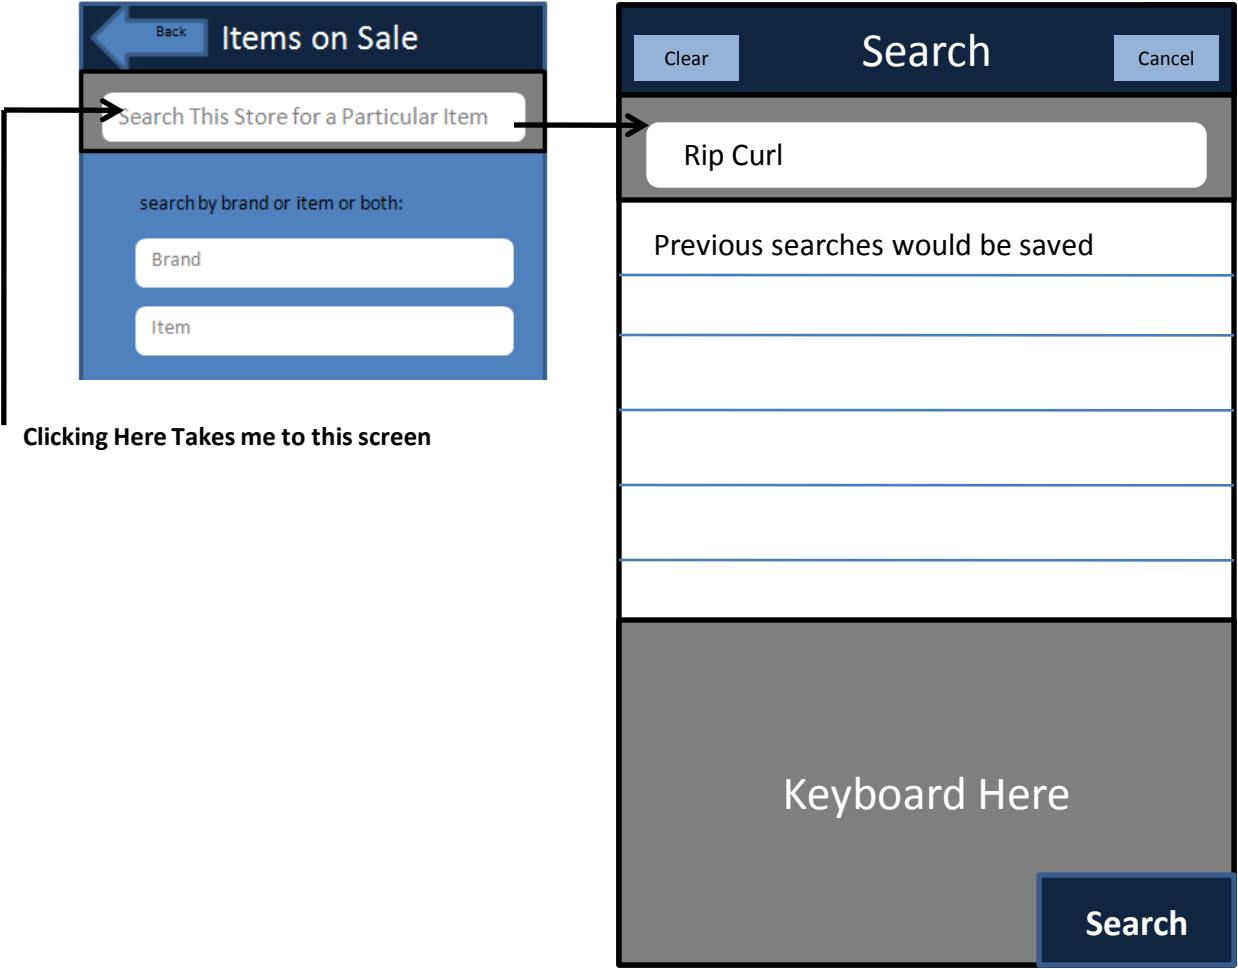 Back
Items on Sale
Search This Store for a Particular Item
search by brand or item or both:
Brand
Item
Clicking Here Takes me to this screen
Clear
Search
Cancel
Rip Curl
Previous searches would be saved
Keyboard Here
Search